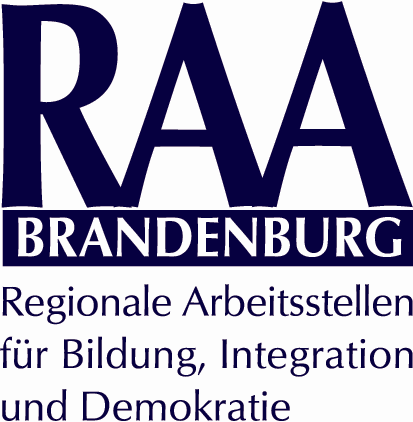 RAA
BRANDENBURG
Regionale Arbeitsstellen
für Bildung, Integration
und Demokratie